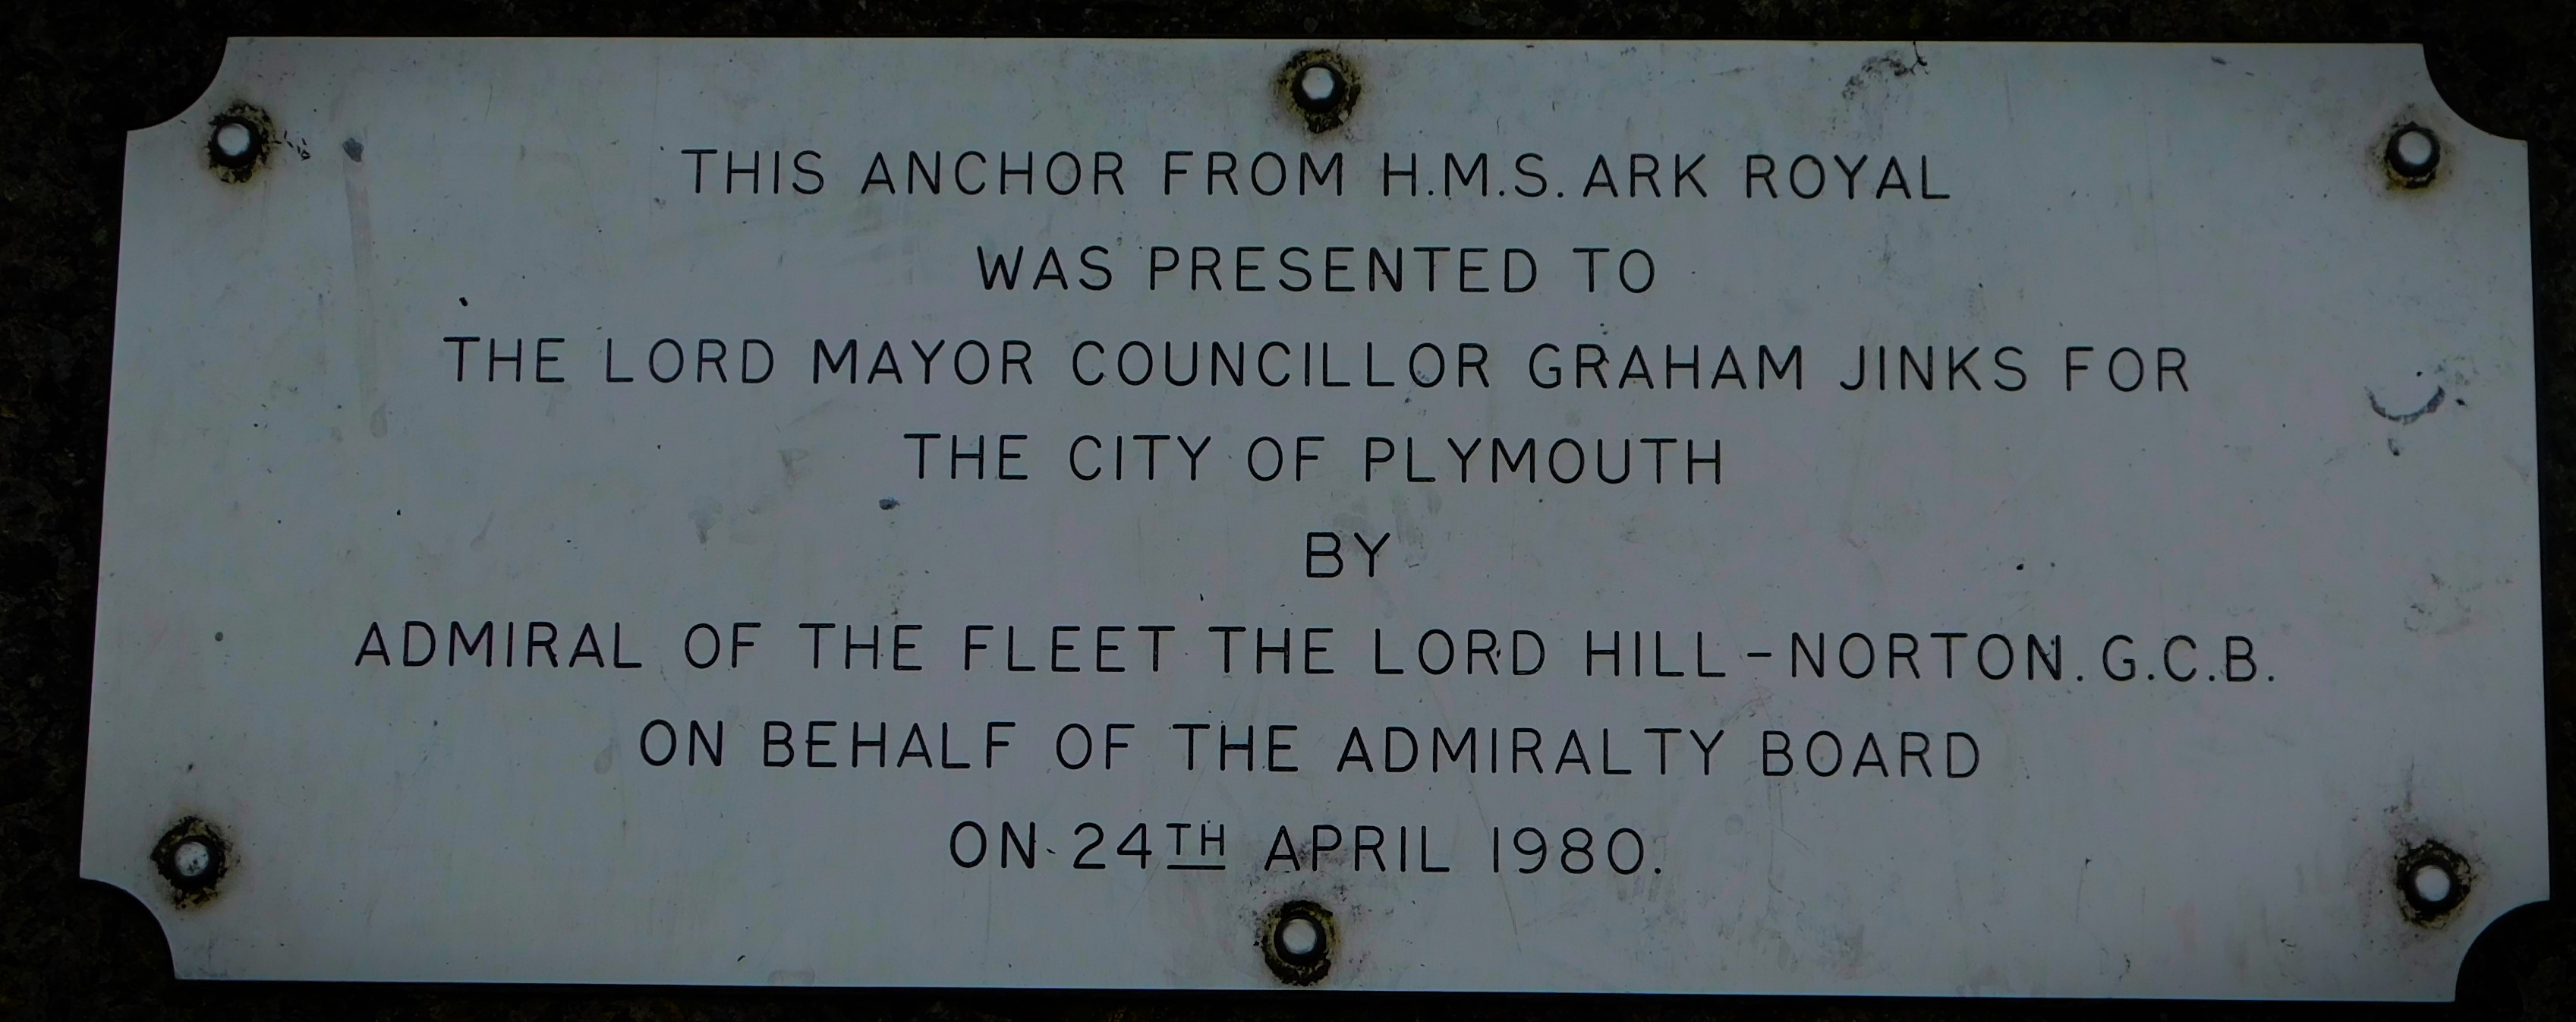 THIS ANCHOR FROM H.M.S. ARK ROYAL
WAS PRESENTED TO
THE LORD MAYOR COUNCILLOR GRAHAM JINKS FOR
THE CITY OF PLYMOUTH
BY
ADMIRAL OF THE FLEET THE LORD HILL-NORTON. G.C.B.
ON BEHALF OF THE ADMIRALTY BOARD
ON 24TH APRIL 1980.